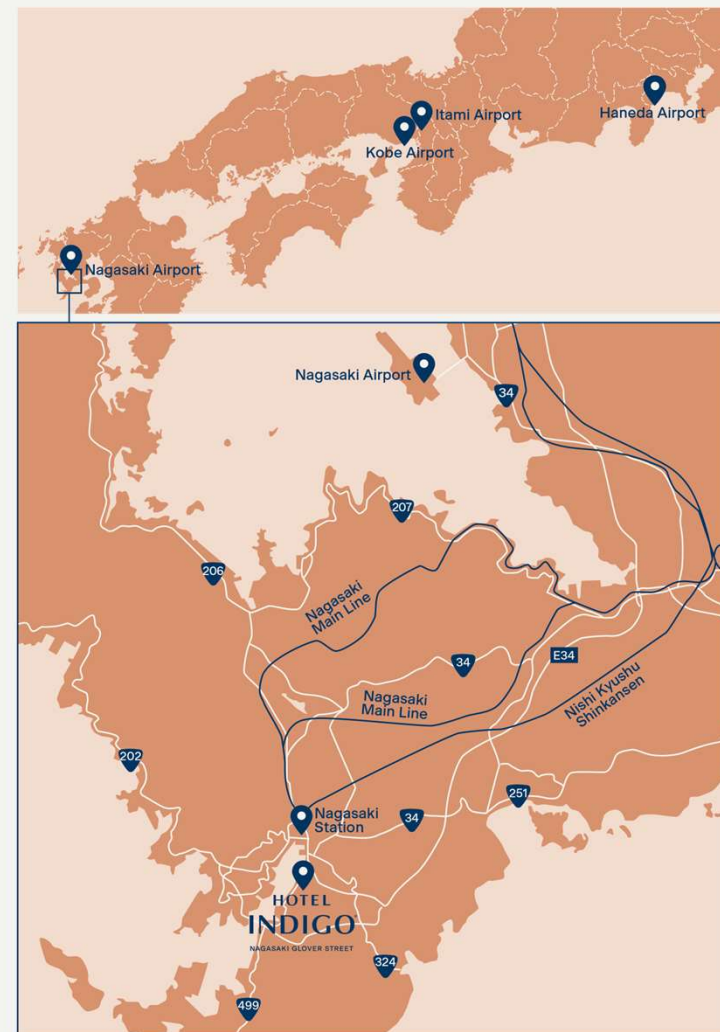 Itami Airport
Kobe Airport
Haneda Airport
Nagasaki Airport
Nagasaki Airport
34
207
206
Nagasaki
Main Line
34
E34
Nagasaki
Main Line
Nishi Kyushu
Shinkansen
202
251
Nagasaki
Station
34
HOTEL
INDIGO
NAGASAKI GLOVER STREET
324
499